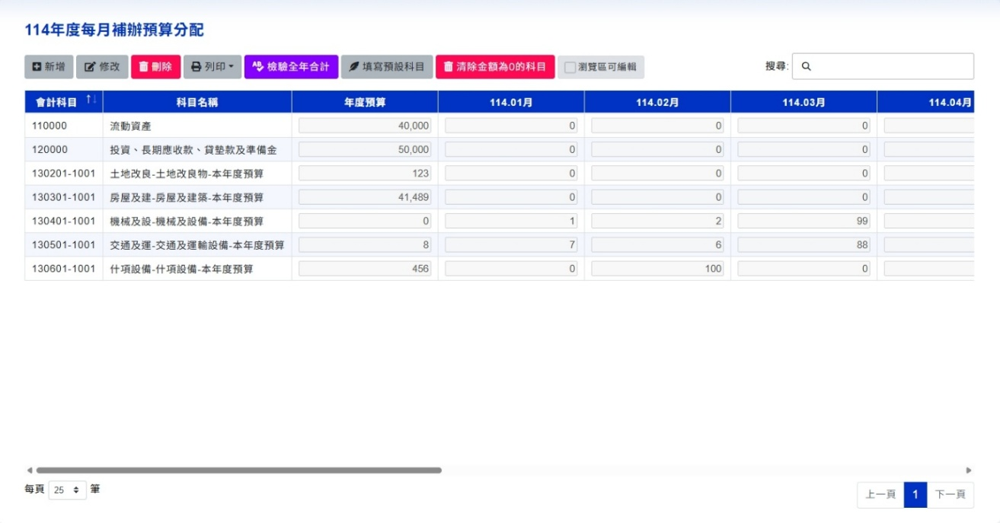 114年度每月補辦預算分配
新增 修改 刪除 列印 檢驗全年合計 填寫預設科目 清除金額為0的科目 瀏覽區可編輯 搜尋:
會計科目 科目名稱 年度預算 114.01月 114.02月 114.03月 114.04月
110000 流動資產 40,000 0 0 0
120000 投資、長期應收款、貸墊款及準備金 50,000 0 0 0
130201-1001 土地改良-土地改良物-本年度預算 123 0 0 0
130301-1001 房屋及建-房屋及建築-本年度預算 41,489 0 0 0
130401-1001 機械及設-機械及設備-本年度預算 0 1 2 99
130501-1001 交通及運-交通及運輸設備-本年度預算 8 7 6 88
130601-1001 什項設備-什項設備-本年度預算 456 0 100 0
每頁 25 筆
上一頁 1 下一頁